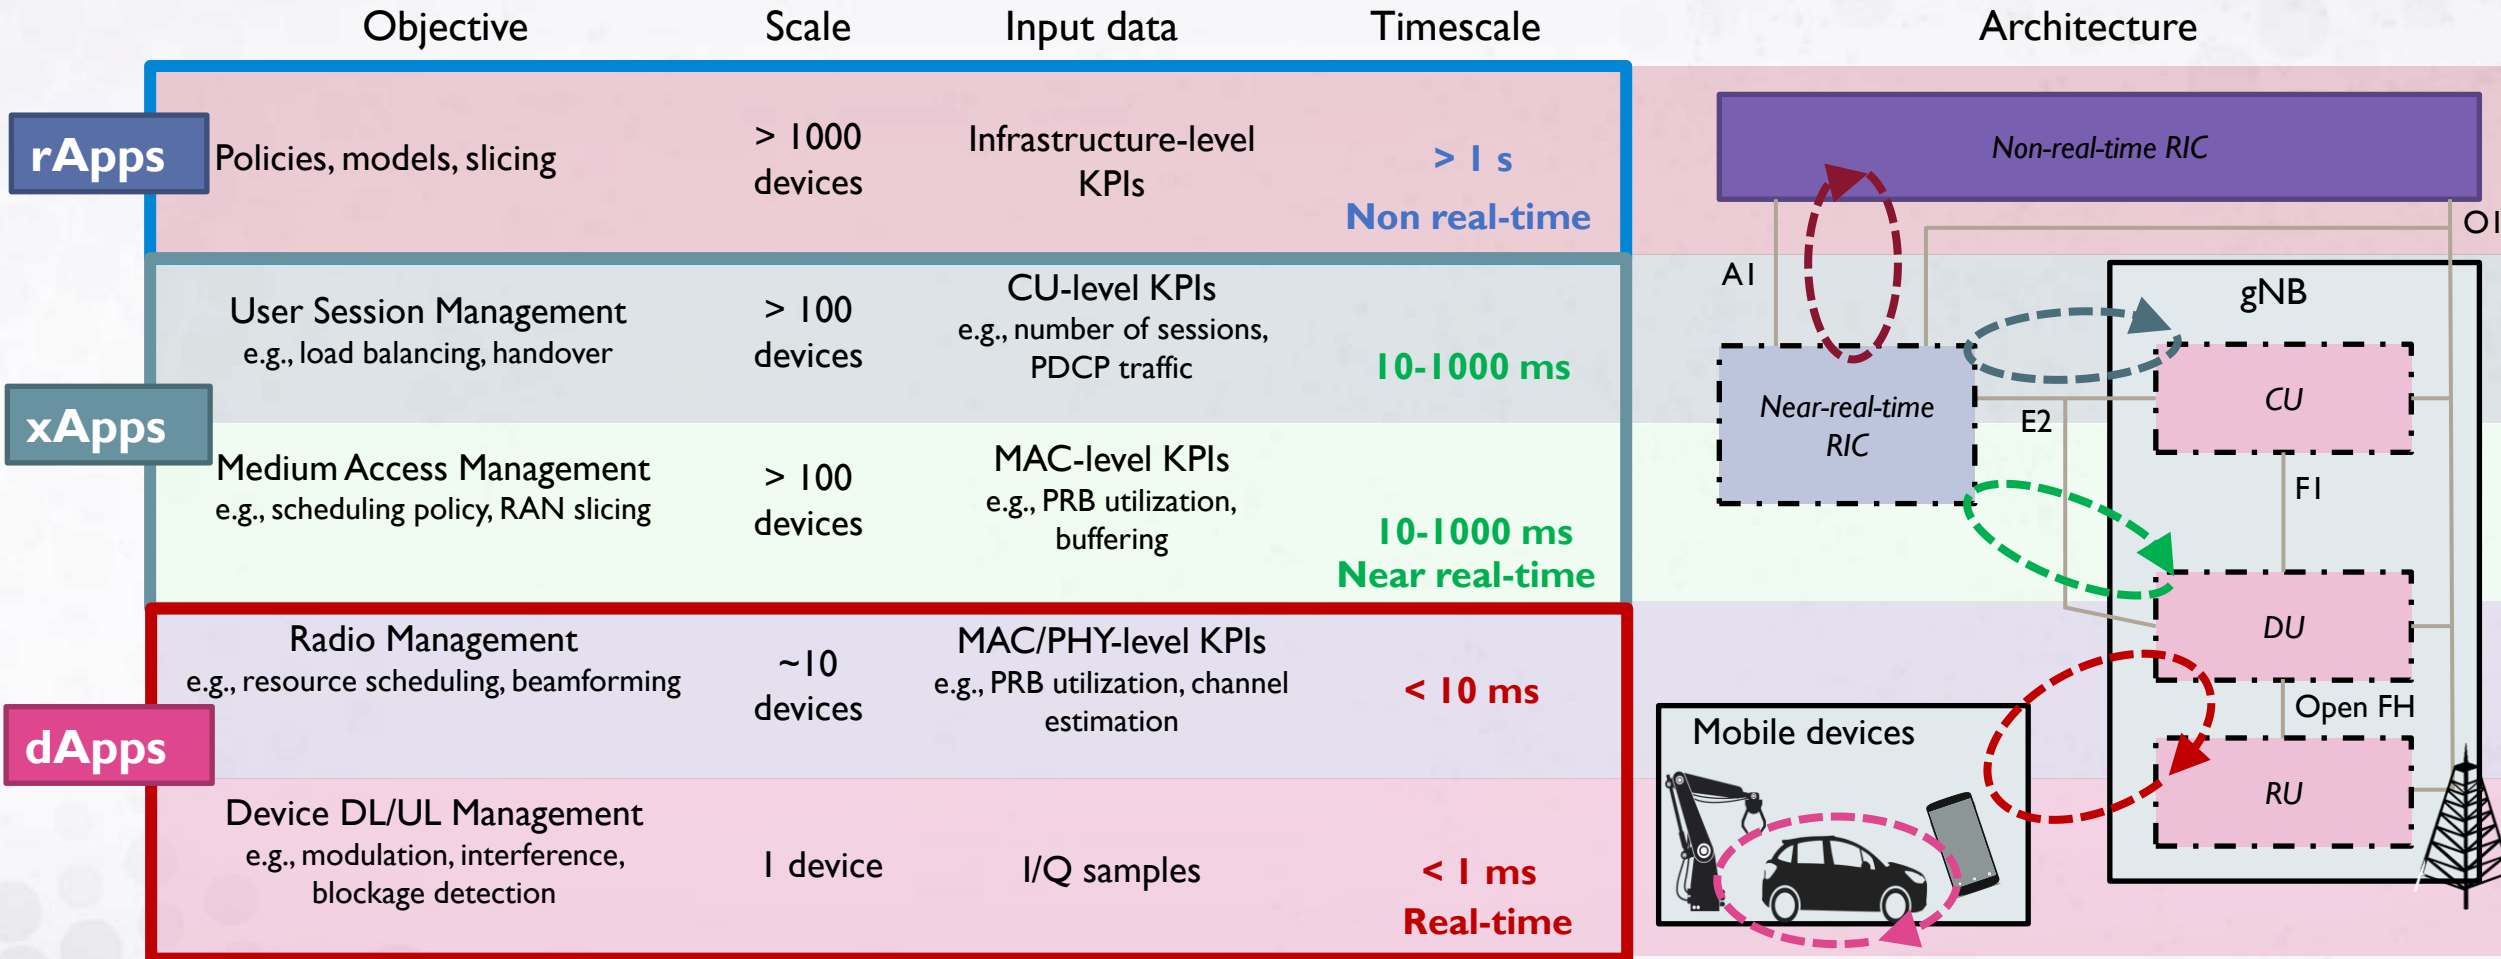 Objective Scale Input data Timescale Architecture
rApps
Policies, models, slicing
> 1000
devices
Infrastructure-level
KPIs
> 1 s
Non real-time
xApps
User Session Management
e.g., load balancing, handover
> 100
devices
CU-level KPIs
e.g., number of sessions,
PDCP traffic
10-1000 ms
Medium Access Management
e.g., scheduling policy, RAN slicing
> 100
devices
MAC-level KPIs
e.g., PRB utilization,
buffering
10-1000 ms
Near real-time
dApps
Radio Management
e.g., resource scheduling, beamforming
~10
devices
MAC/PHY-level KPIs
e.g., PRB utilization, channel
estimation
< 10 ms
Device DL/UL Management
e.g., modulation, interference,
blockage detection
1 device
I/Q samples
< 1 ms
Real-time
Non-real-time RIC
O1
A1
gNB
Near-real-time
RIC
E2
CU
F1
DU
Open FH
RU
Mobile devices